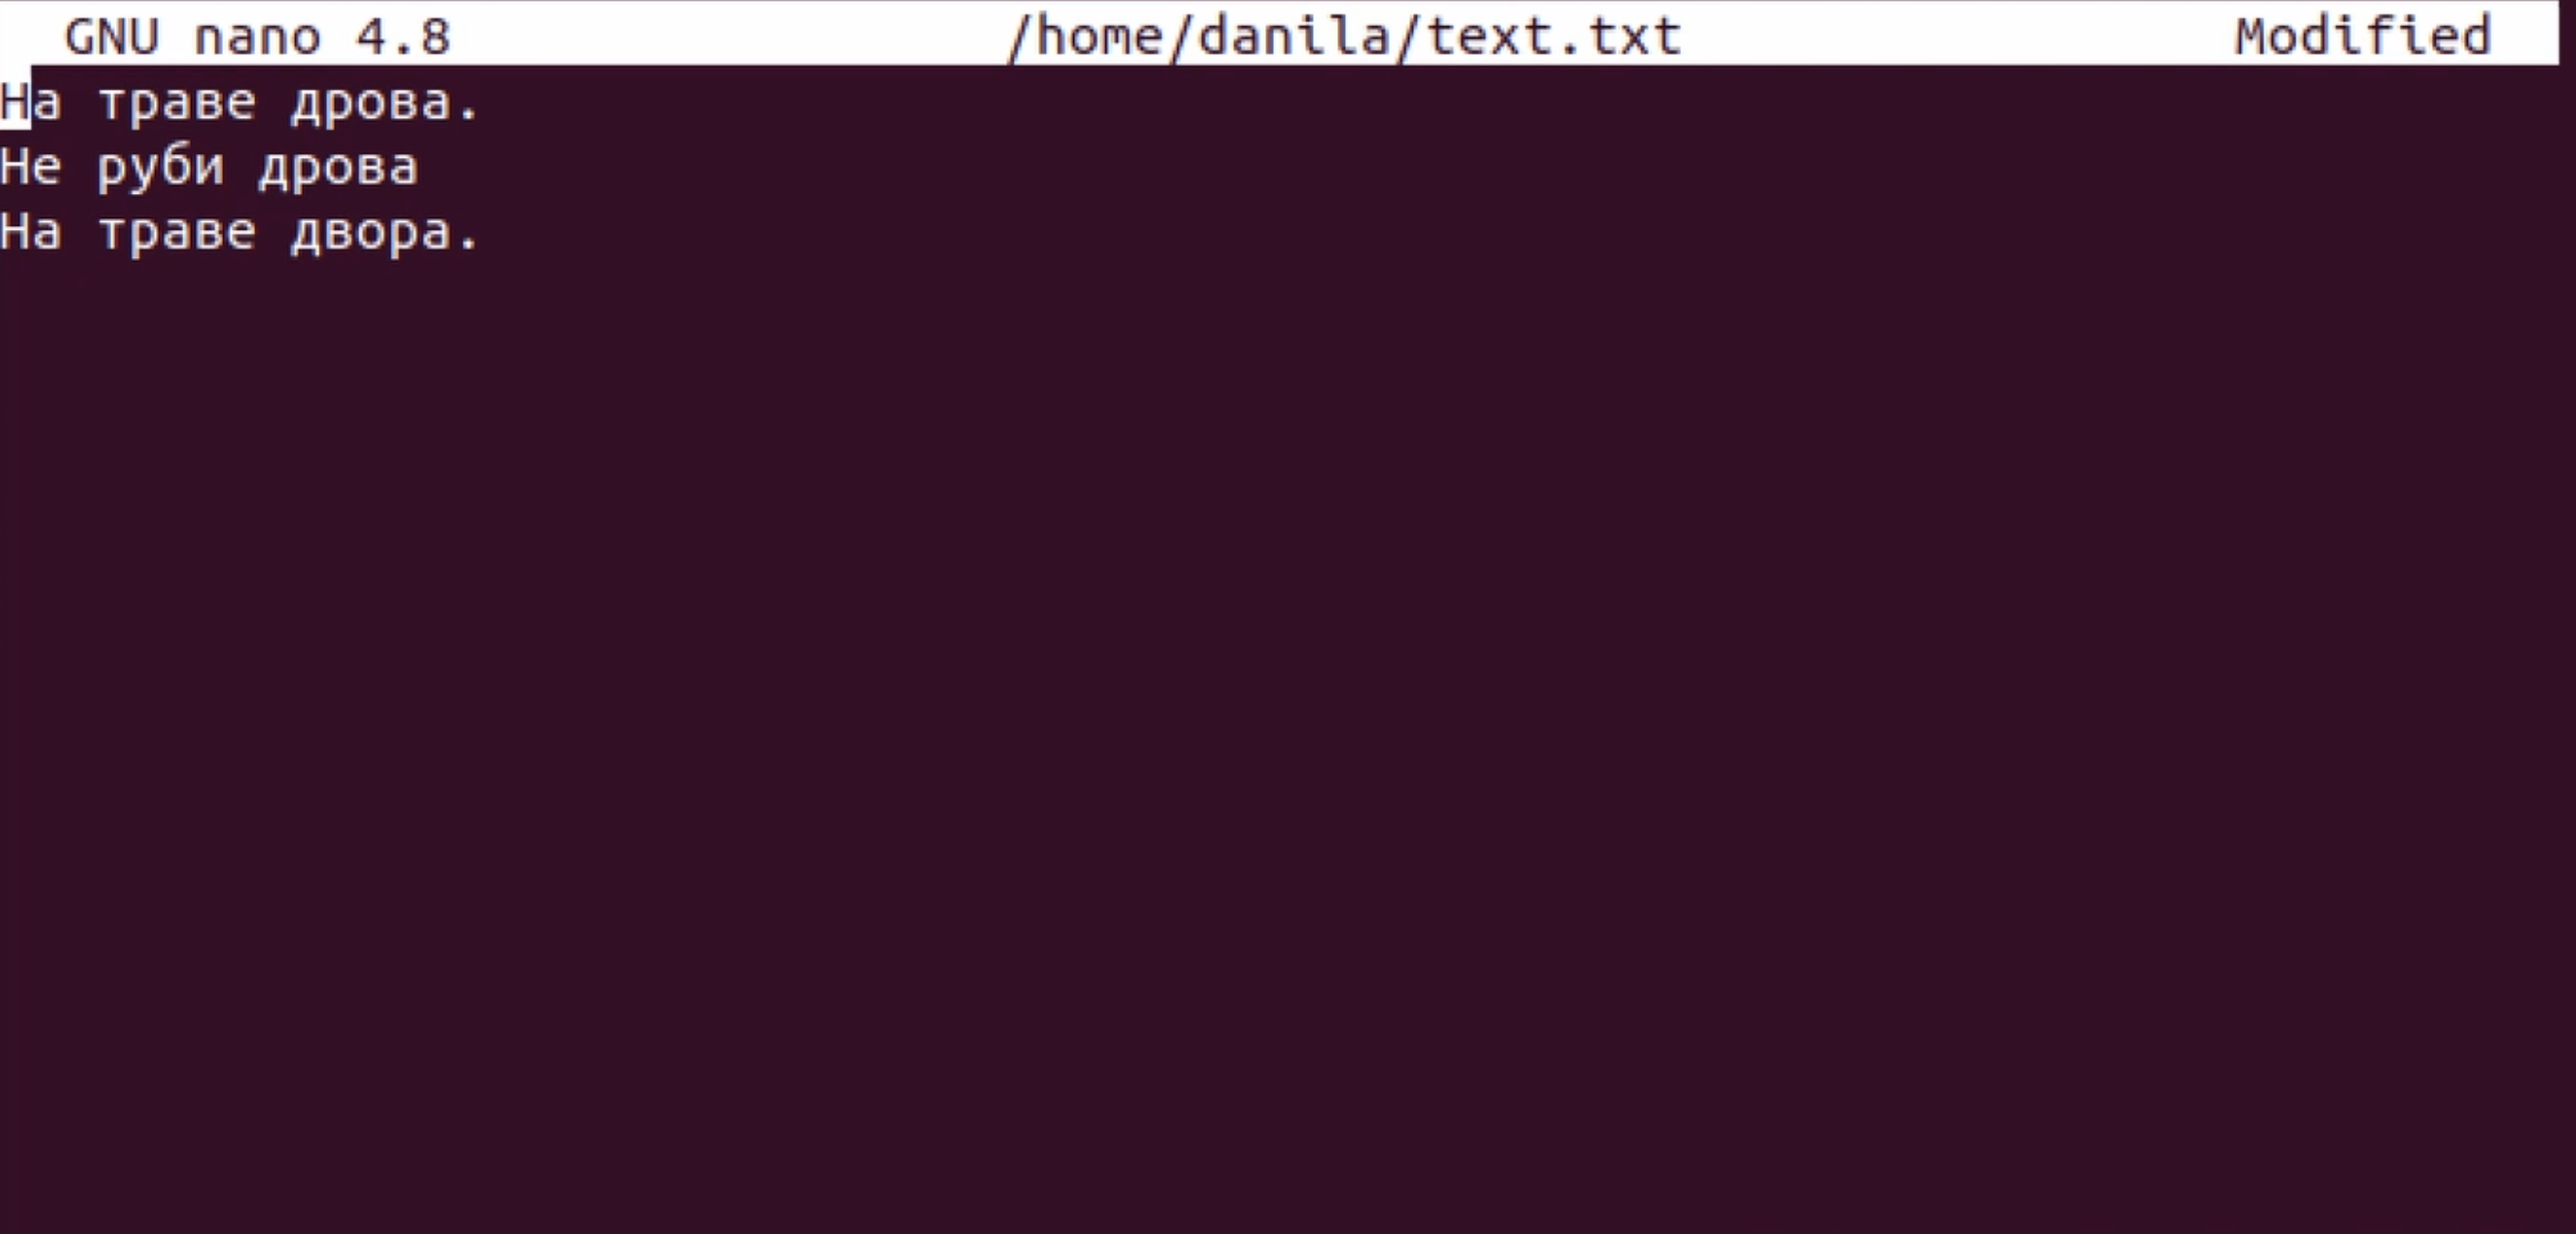 GNU nano 4.8 /home/danila/text.txt Modified
На траве дрова.
Не руби дрова
На траве двора.